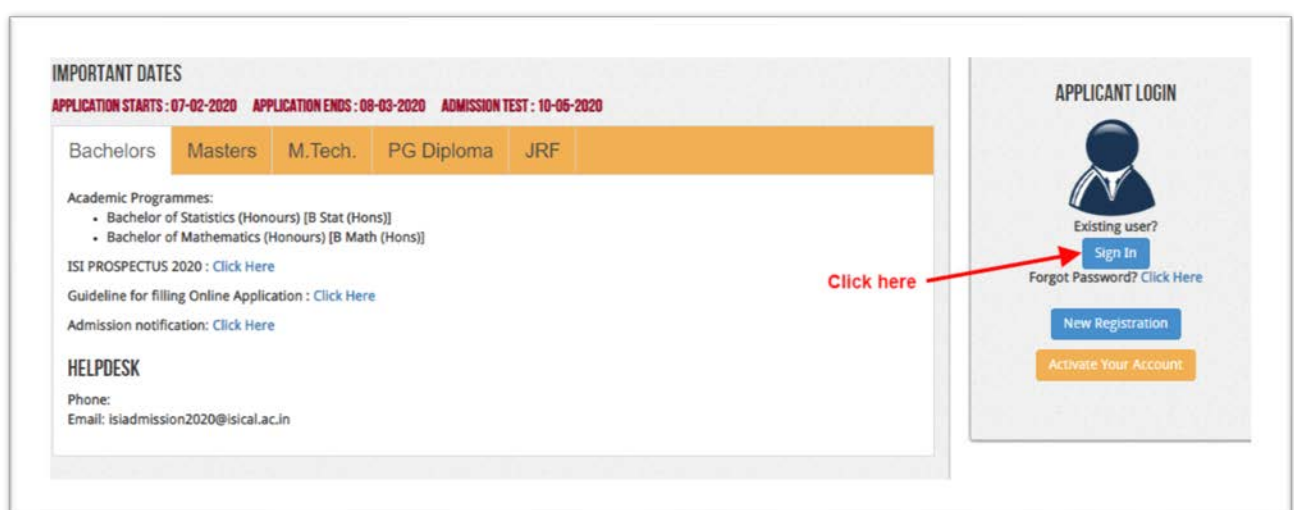 IMPORTANT DATES
APPLICATION STARTS : 07-02-2020 APPLICATION ENDS : 08-03-2020 ADMISSION TEST : 10-05-2020
Bachelors Masters M.Tech. PG Diploma JRF
Academic Programmes:
• Bachelor of Statistics (Honours) [B Stat (Hons)]
• Bachelor of Mathematics (Honours) [B Math (Hons)]
ISI PROSPECTUS 2020 : Click Here
Guideline for filling Online Application : Click Here
Admission notification: Click Here
HELPDESK
Phone:
Email: isiadmission2020@isical.ac.in
Click here
APPLICANT LOGIN
Existing user?
Sign In
Forgot Password? Click Here
New Registration
Activate Your Account